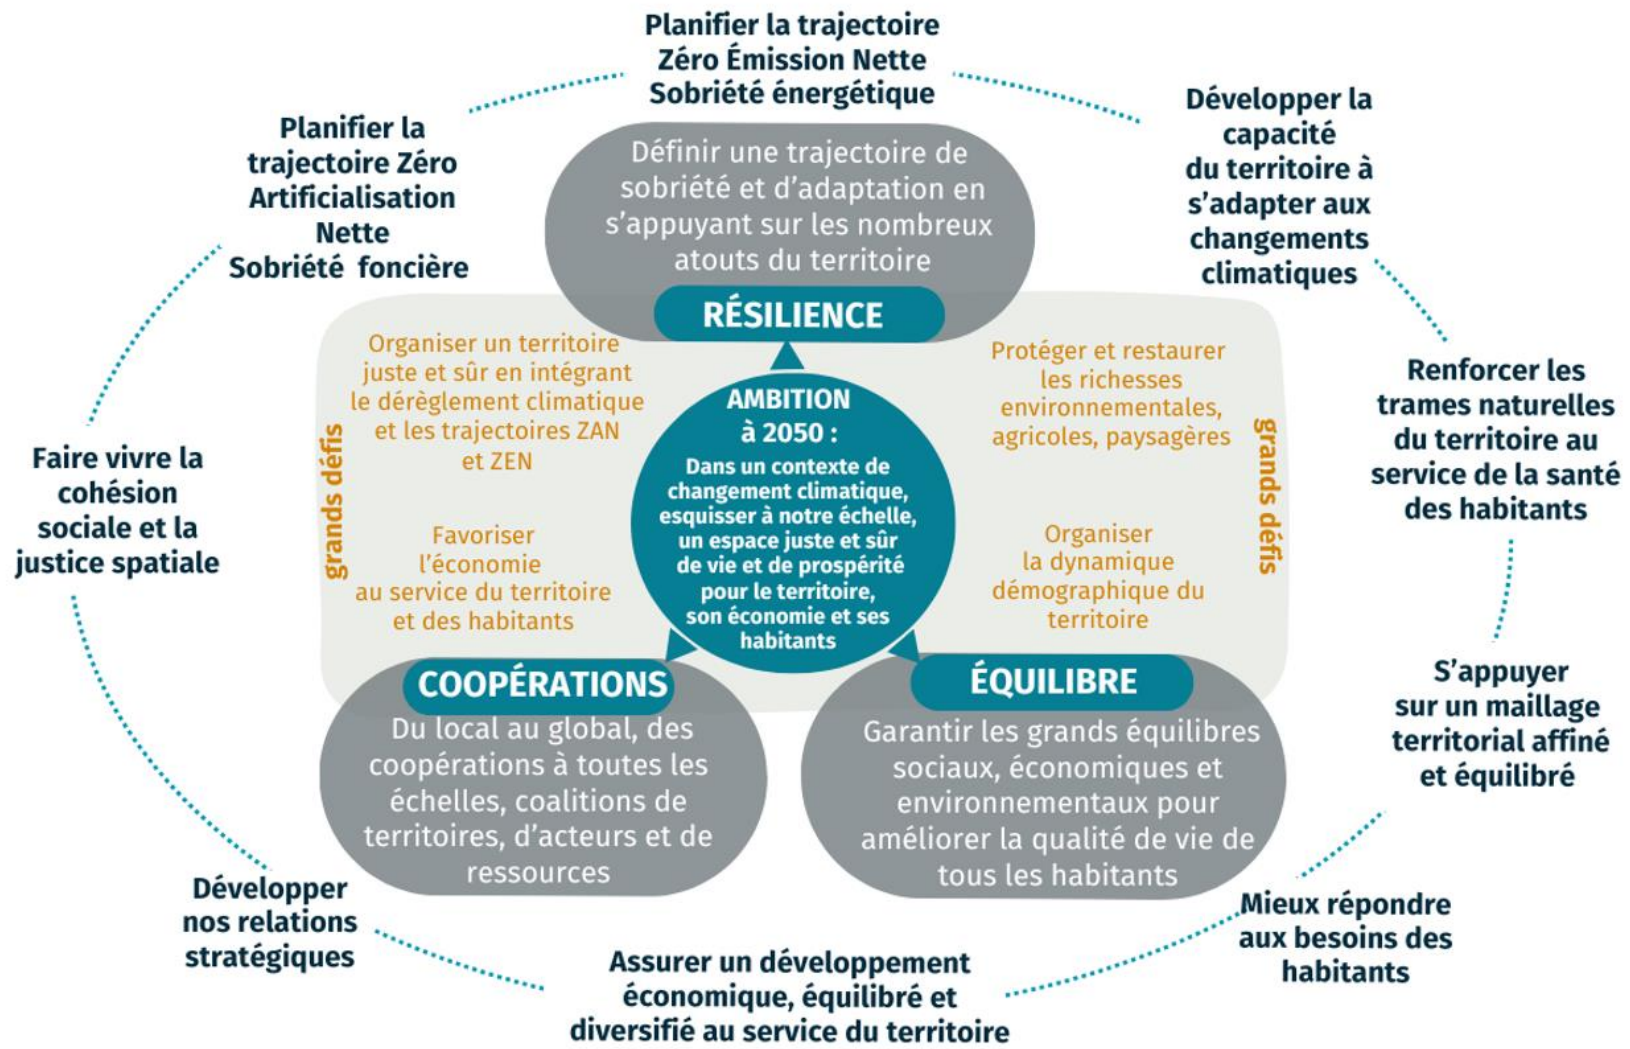 Planifier la trajectoire
Zéro Émission Nette
Sobriété énergétique
Développer la
capacité
du territoire à
s'adapter aux
changements
climatiques
Renforcer les
trames naturelles
du territoire au
service de la santé
des habitants
S'appuyer
sur un maillage
territorial affiné
et équilibré
Mieux répondre
aux besoins des
habitants
Assurer un développement
économique, équilibré et
diversifié au service du territoire
Développer
nos relations
stratégiques
Faire vivre la
cohésion
sociale et la
justice spatiale
Planifier la
trajectoire Zéro
Artificialisation
Nette
Sobriété foncière
Définir une trajectoire de
sobriété et d'adaptation en
s'appuyant sur les nombreux
atouts du territoire
RÉSILIENCE
grands défis
Organiser un territoire
juste et sûr en intégrant
le dérèglement climatique
et les trajectoires ZAN
et ZEN
Favoriser
l'économie
au service du territoire
et des habitants
AMBITION
à 2050 :
Dans un contexte de
changement climatique,
esquisser à notre échelle,
un espace juste et sûr
de vie et de prospérité
pour le territoire,
son économie et ses
habitants
Protéger et restaurer
les richesses
environnementales,
agricoles, paysagères
Organiser
la dynamique
démographique du
territoire
grands défis
COOPÉRATIONS
Du local au global, des
coopérations à toutes les
échelles, coalitions de
territoires, d'acteurs et de
ressources
ÉQUILIBRE
Garantir les grands équilibres
sociaux, économiques et
environnementaux pour
améliorer la qualité de vie de
tous les habitants